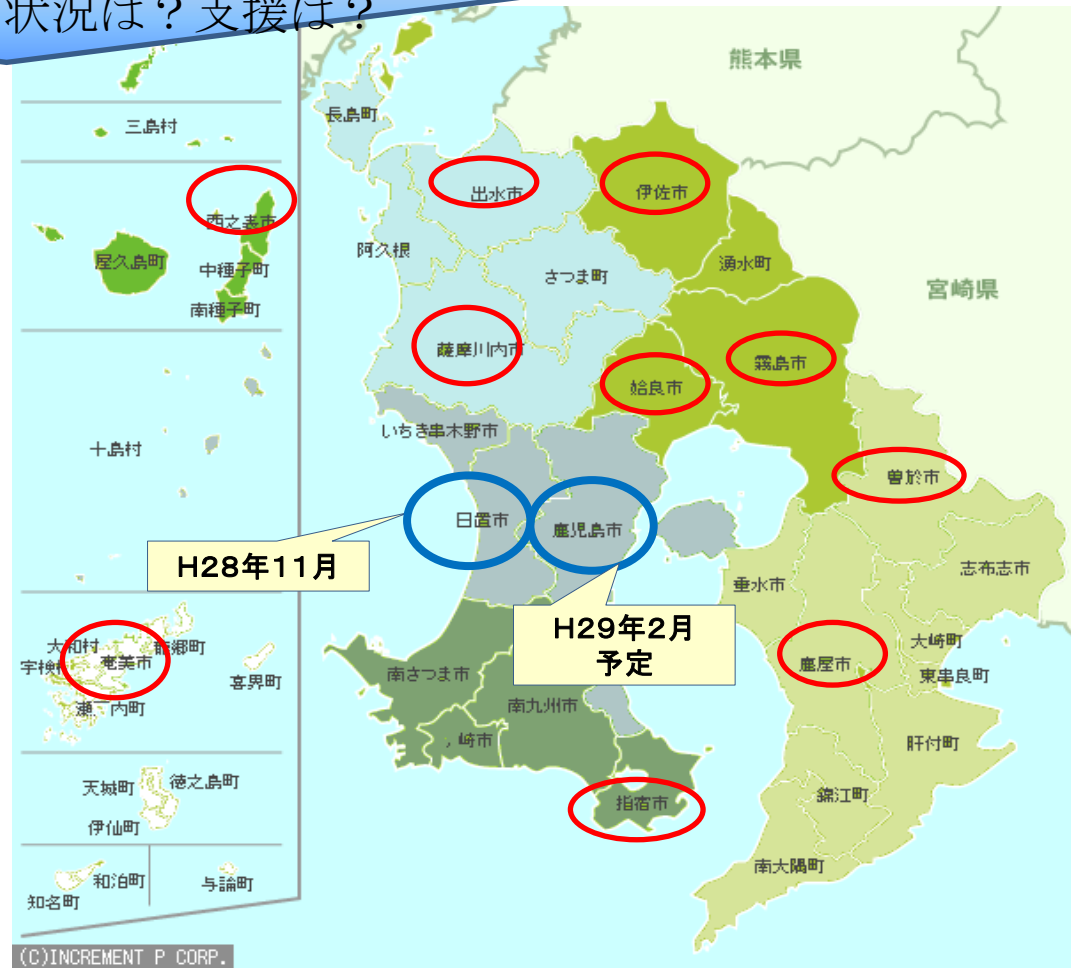 状況は？支援は？
熊本県
長島町
三島村
出水市
伊佐市
西之表市
阿久根
湧水町
屋久島町
中種子町
さつま町
宮崎県
南種子町
薩摩川内市
霧島市
姶良市
いちき串木野市
十島村
曽於市
日置市
鹿児島市
H28年11月
志布志市
垂水市
H29年2月
予定
大和村
龍郷町
大崎町
宇検村
奄美市
鹿屋市
東串良町
喜界町
南さつま市
瀬戸内町
南九州市
崎市
肝付町
天城町
徳之島町
錦江町
指宿市
伊仙町
南大隅町
和泊町
与論町
知名町
(C)INCREMENT P CORP.